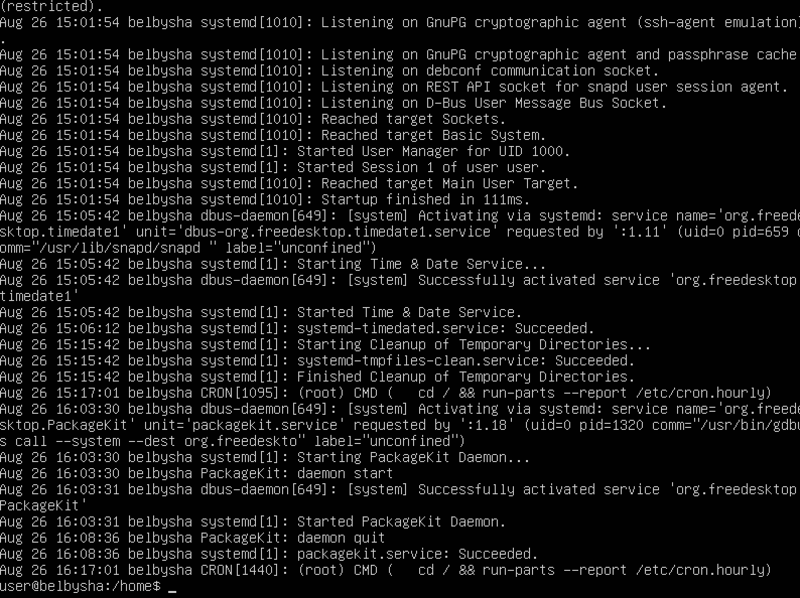 (restricted).
Aug 26 15:01:54 belbysha systemd[1010]: Listening on GnuPG cryptographic agent (ssh-agent emulation)
.
Aug 26 15:01:54 belbysha systemd[1010]: Listening on GnuPG cryptographic agent and passphrase cache
Aug 26 15:01:54 belbysha systemd[1010]: Listening on debconf communication socket.
Aug 26 15:01:54 belbysha systemd[1010]: Listening on REST API socket for snapd user session agent.
Aug 26 15:01:54 belbysha systemd[1010]: Listening on D-Bus User Message Bus Socket.
Aug 26 15:01:54 belbysha systemd[1010]: Reached target Sockets.
Aug 26 15:01:54 belbysha systemd[1010]: Reached target Basic System.
Aug 26 15:01:54 belbysha systemd[1]: Started User Manager for UID 1000.
Aug 26 15:01:54 belbysha systemd[1]: Started Session 1 of user user.
Aug 26 15:01:54 belbysha systemd[1010]: Reached target Main User Target.
Aug 26 15:01:54 belbysha systemd[1010]: Startup finished in 111ms.
Aug 26 15:05:42 belbysha dbus-daemon[649]: [system] Activating via systemd: service name='org.freede
sktop.timedate1' unit='dbus-org.freedesktop.timedate1.service' requested by ':1.11' (uid=0 pid=659 c
omm="/usr/lib/snapd/snapd " label="unconfined")
Aug 26 15:05:42 belbysha systemd[1]: Starting Time & Date Service...
Aug 26 15:05:42 belbysha dbus-daemon[649]: [system] Successfully activated service 'org.freedesktop.
timedate1'
Aug 26 15:05:42 belbysha systemd[1]: Started Time & Date Service.
Aug 26 15:06:12 belbysha systemd[1]: systemd-timedated.service: Succeeded.
Aug 26 15:15:42 belbysha systemd[1]: Starting Cleanup of Temporary Directories...
Aug 26 15:15:42 belbysha systemd[1]: systemd-tmpfiles-clean.service: Succeeded.
Aug 26 15:15:42 belbysha systemd[1]: Finished Cleanup of Temporary Directories.
Aug 26 15:17:01 belbysha CRON[1095]: (root) CMD (   cd / && run-parts --report /etc/cron.hourly)
Aug 26 16:03:30 belbysha dbus-daemon[649]: [system] Activating via systemd: service name='org.freede
sktop.PackageKit' unit='packagekit.service' requested by ':1.18' (uid=0 pid=1320 comm="/usr/bin/gdbu
s call --system --dest org.freedeskto" label="unconfined")
Aug 26 16:03:30 belbysha systemd[1]: Starting PackageKit Daemon...
Aug 26 16:03:30 belbysha PackageKit: daemon start
Aug 26 16:03:31 belbysha dbus-daemon[649]: [system] Successfully activated service 'org.freedesktop.
PackageKit'
Aug 26 16:03:31 belbysha systemd[1]: Started PackageKit Daemon.
Aug 26 16:08:36 belbysha PackageKit: daemon quit
Aug 26 16:08:36 belbysha systemd[1]: packagekit.service: Succeeded.
Aug 26 16:17:01 belbysha CRON[1440]: (root) CMD (   cd / && run-parts --report /etc/cron.hourly)
user@belbysha:/home$ _